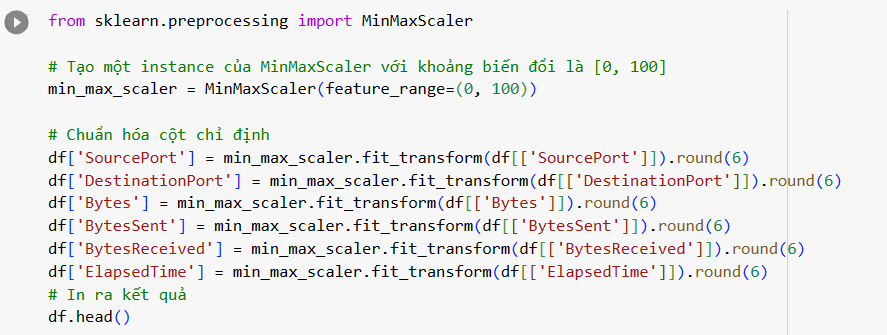 from sklearn.preprocessing import MinMaxScaler
# Tạo một instance của MinMaxScaler với khoảng biến đổi là [0, 100]
min_max_scaler = MinMaxScaler(feature_range=(0, 100))
# Chuẩn hóa cột chỉ định
df['SourcePort'] = min_max_scaler.fit_transform(df[['SourcePort']]).round(6)
df['DestinationPort'] = min_max_scaler.fit_transform(df[['DestinationPort']]).round(6)
df['Bytes'] = min_max_scaler.fit_transform(df[['Bytes']]).round(6)
df['BytesSent'] = min_max_scaler.fit_transform(df[['BytesSent']]).round(6)
df['BytesReceived'] = min_max_scaler.fit_transform(df[['BytesReceived']]).round(6)
df['ElapsedTime'] = min_max_scaler.fit_transform(df[['ElapsedTime']]).round(6)
# In ra kết quả
df.head()